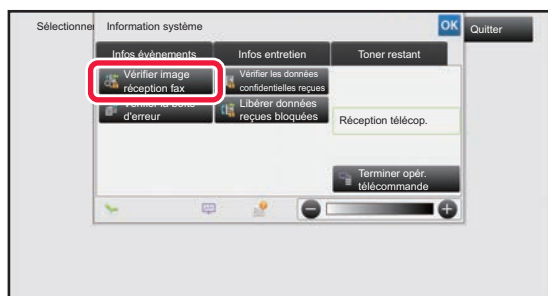 Sélectionne
Information système
OK
Quitter
Infos évènements
Infos entretien
Toner restant
Vérifier image
réception fax
Vérifier les données
confidentielles reçues
d'erreur
Libérer données
reçues bloquées
Réception télécop.
Terminer opér.
télécommande